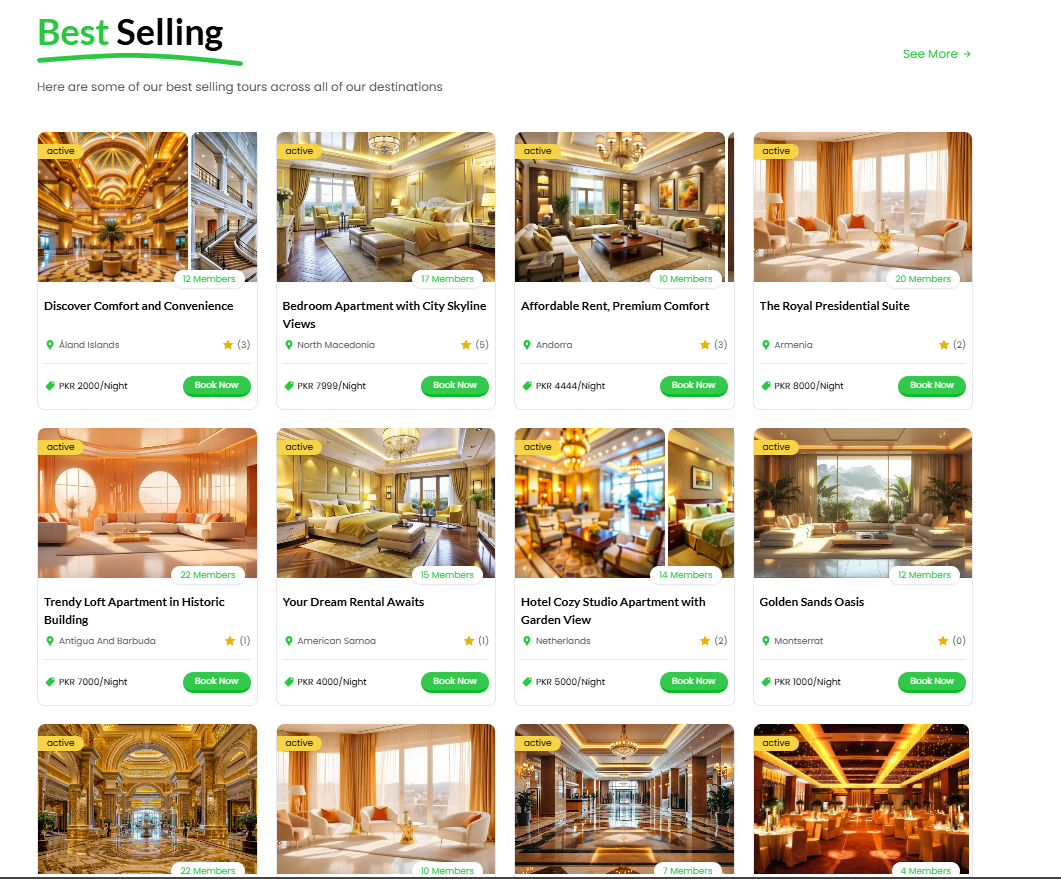 Best Selling
See More →
Here are some of our best selling tours across all of our destinations
active
12 Members
Discover Comfort and Convenience
Åland Islands
(3)
PKR 2000/Night
Book Now
active
17 Members
Bedroom Apartment with City Skyline
Views
North Macedonia
(5)
PKR 7999/Night
Book Now
active
10 Members
Affordable Rent, Premium Comfort
Andorra
(3)
PKR 4444/Night
Book Now
active
20 Members
The Royal Presidential Suite
Armenia
(2)
PKR 8000/Night
Book Now
active
22 Members
Trendy Loft Apartment in Historic
Building
Antigua And Barbuda
(1)
PKR 7000/Night
Book Now
active
15 Members
Your Dream Rental Awaits
American Samoa
(1)
PKR 4000/Night
Book Now
active
14 Members
Hotel Cozy Studio Apartment with
Garden View
Netherlands
(2)
PKR 5000/Night
Book Now
active
12 Members
Golden Sands Oasis
Montserrat
(0)
PKR 1000/Night
Book Now
active
22 Members
active
10 Members
active
7 Members
active
4 Members